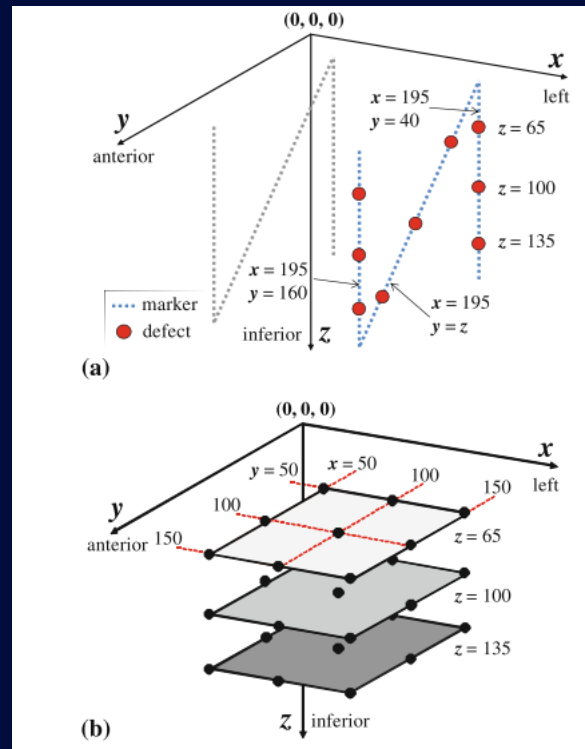 (0, 0, 0)
x
left
y
anterior
x = 195
y = 40
z = 65
z = 100
z = 135
x = 195
y = 160
x = 195
y = z
marker
defect
inferior
z
(a)
(0, 0, 0)
x
left
y = 50
x = 50
100
150
y
100
anterior
150
z = 65
z = 100
z = 135
z
inferior
(b)